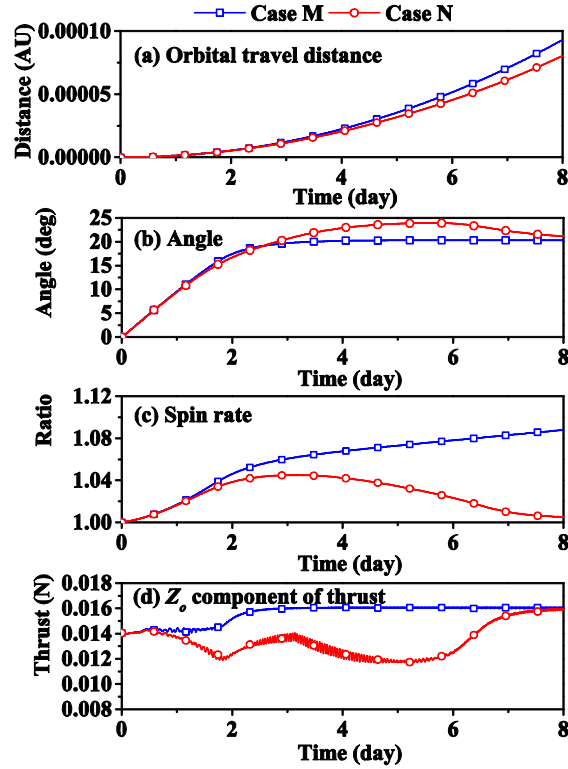 Case M Case N
0.00010
0.00005
0.00000
Distance (AU)
(a) Orbital travel distance
0 2 4 6 8
Time (day)
25
20
15
10
5
0
Angle (deg)
(b) Angle
0 2 4 6 8
Time (day)
1.12
1.08
1.04
1.00
Ratio
(c) Spin rate
0 2 4 6 8
Time (day)
0.018
0.016
0.014
0.012
0.010
0.008
Thrust (N)
(d) Zo component of thrust
0 2 4 6 8
Time (day)